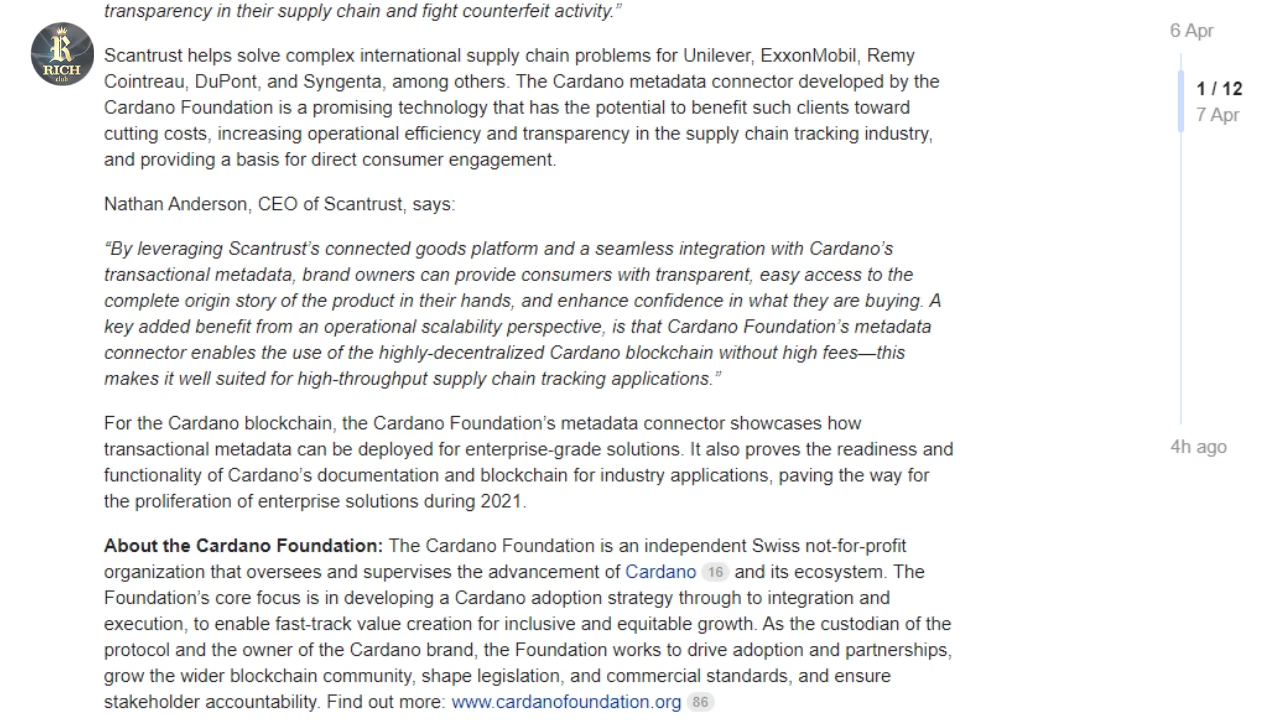 transparency in their supply chain and fight counterfeit activity.”
Scantrust helps solve complex international supply chain problems for Unilever, ExxonMobil, Remy
Cointreau, DuPont, and Syngenta, among others. The Cardano metadata connector developed by the
Cardano Foundation is a promising technology that has the potential to benefit such clients toward
cutting costs, increasing operational efficiency and transparency in the supply chain tracking industry,
and providing a basis for direct consumer engagement.
Nathan Anderson, CEO of Scantrust, says:
“By leveraging Scantrust’s connected goods platform and a seamless integration with Cardano’s
transactional metadata, brand owners can provide consumers with transparent, easy access to the
complete origin story of the product in their hands, and enhance confidence in what they are buying. A
key added benefit from an operational scalability perspective, is that Cardano Foundation’s metadata
connector enables the use of the highly-decentralized Cardano blockchain without high fees—this
makes it well suited for high-throughput supply chain tracking applications.”
For the Cardano blockchain, the Cardano Foundation’s metadata connector showcases how
transactional metadata can be deployed for enterprise-grade solutions. It also proves the readiness and
functionality of Cardano’s documentation and blockchain for industry applications, paving the way for
the proliferation of enterprise solutions during 2021.
About the Cardano Foundation: The Cardano Foundation is an independent Swiss not-for-profit
organization that oversees and supervises the advancement of Cardano 16 and its ecosystem. The
Foundation’s core focus is in developing a Cardano adoption strategy through to integration and
execution, to enable fast-track value creation for inclusive and equitable growth. As the custodian of the
protocol and the owner of the Cardano brand, the Foundation works to drive adoption and partnerships,
grow the wider blockchain community, shape legislation, and commercial standards, and ensure
stakeholder accountability. Find out more: www.cardanofoundation.org 86
R
RICH
club
6 Apr
1 / 12
7 Apr
4h ago